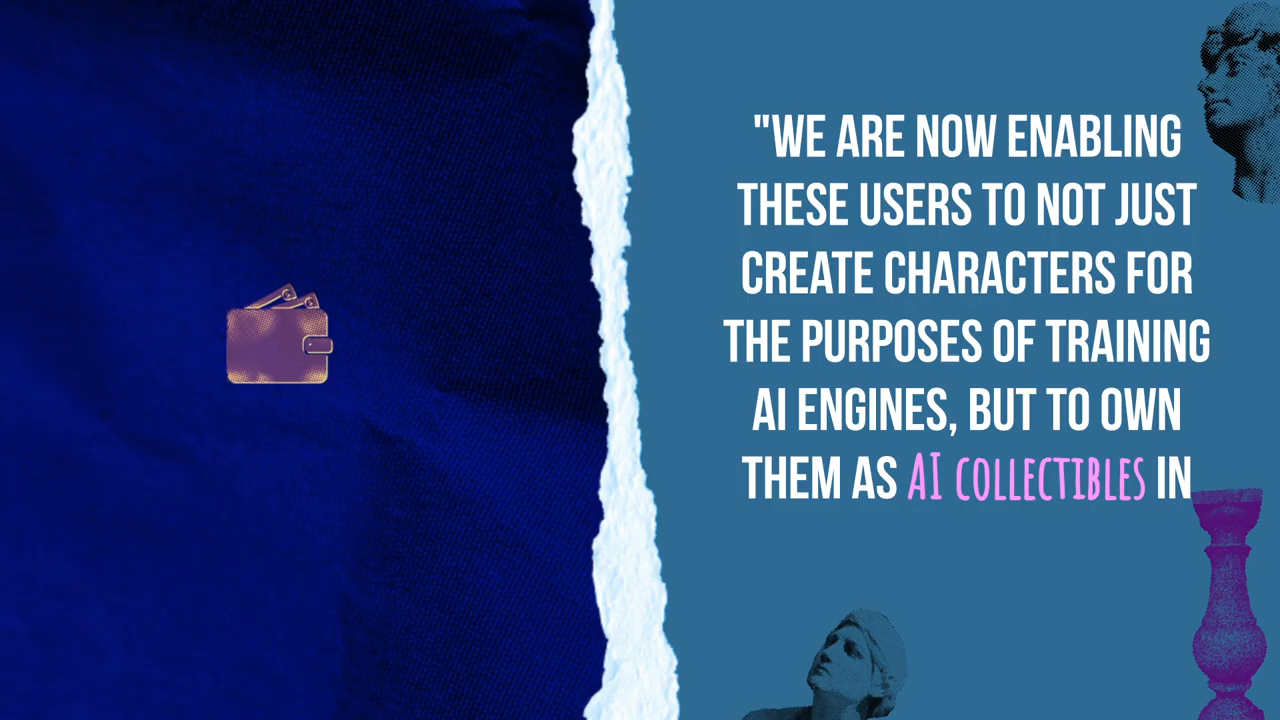 "WE ARE NOW ENABLING
THESE USERS TO NOT JUST
CREATE CHARACTERS FOR
THE PURPOSES OF TRAINING
AI ENGINES, BUT TO OWN
THEM AS AI COLLECTIBLES IN